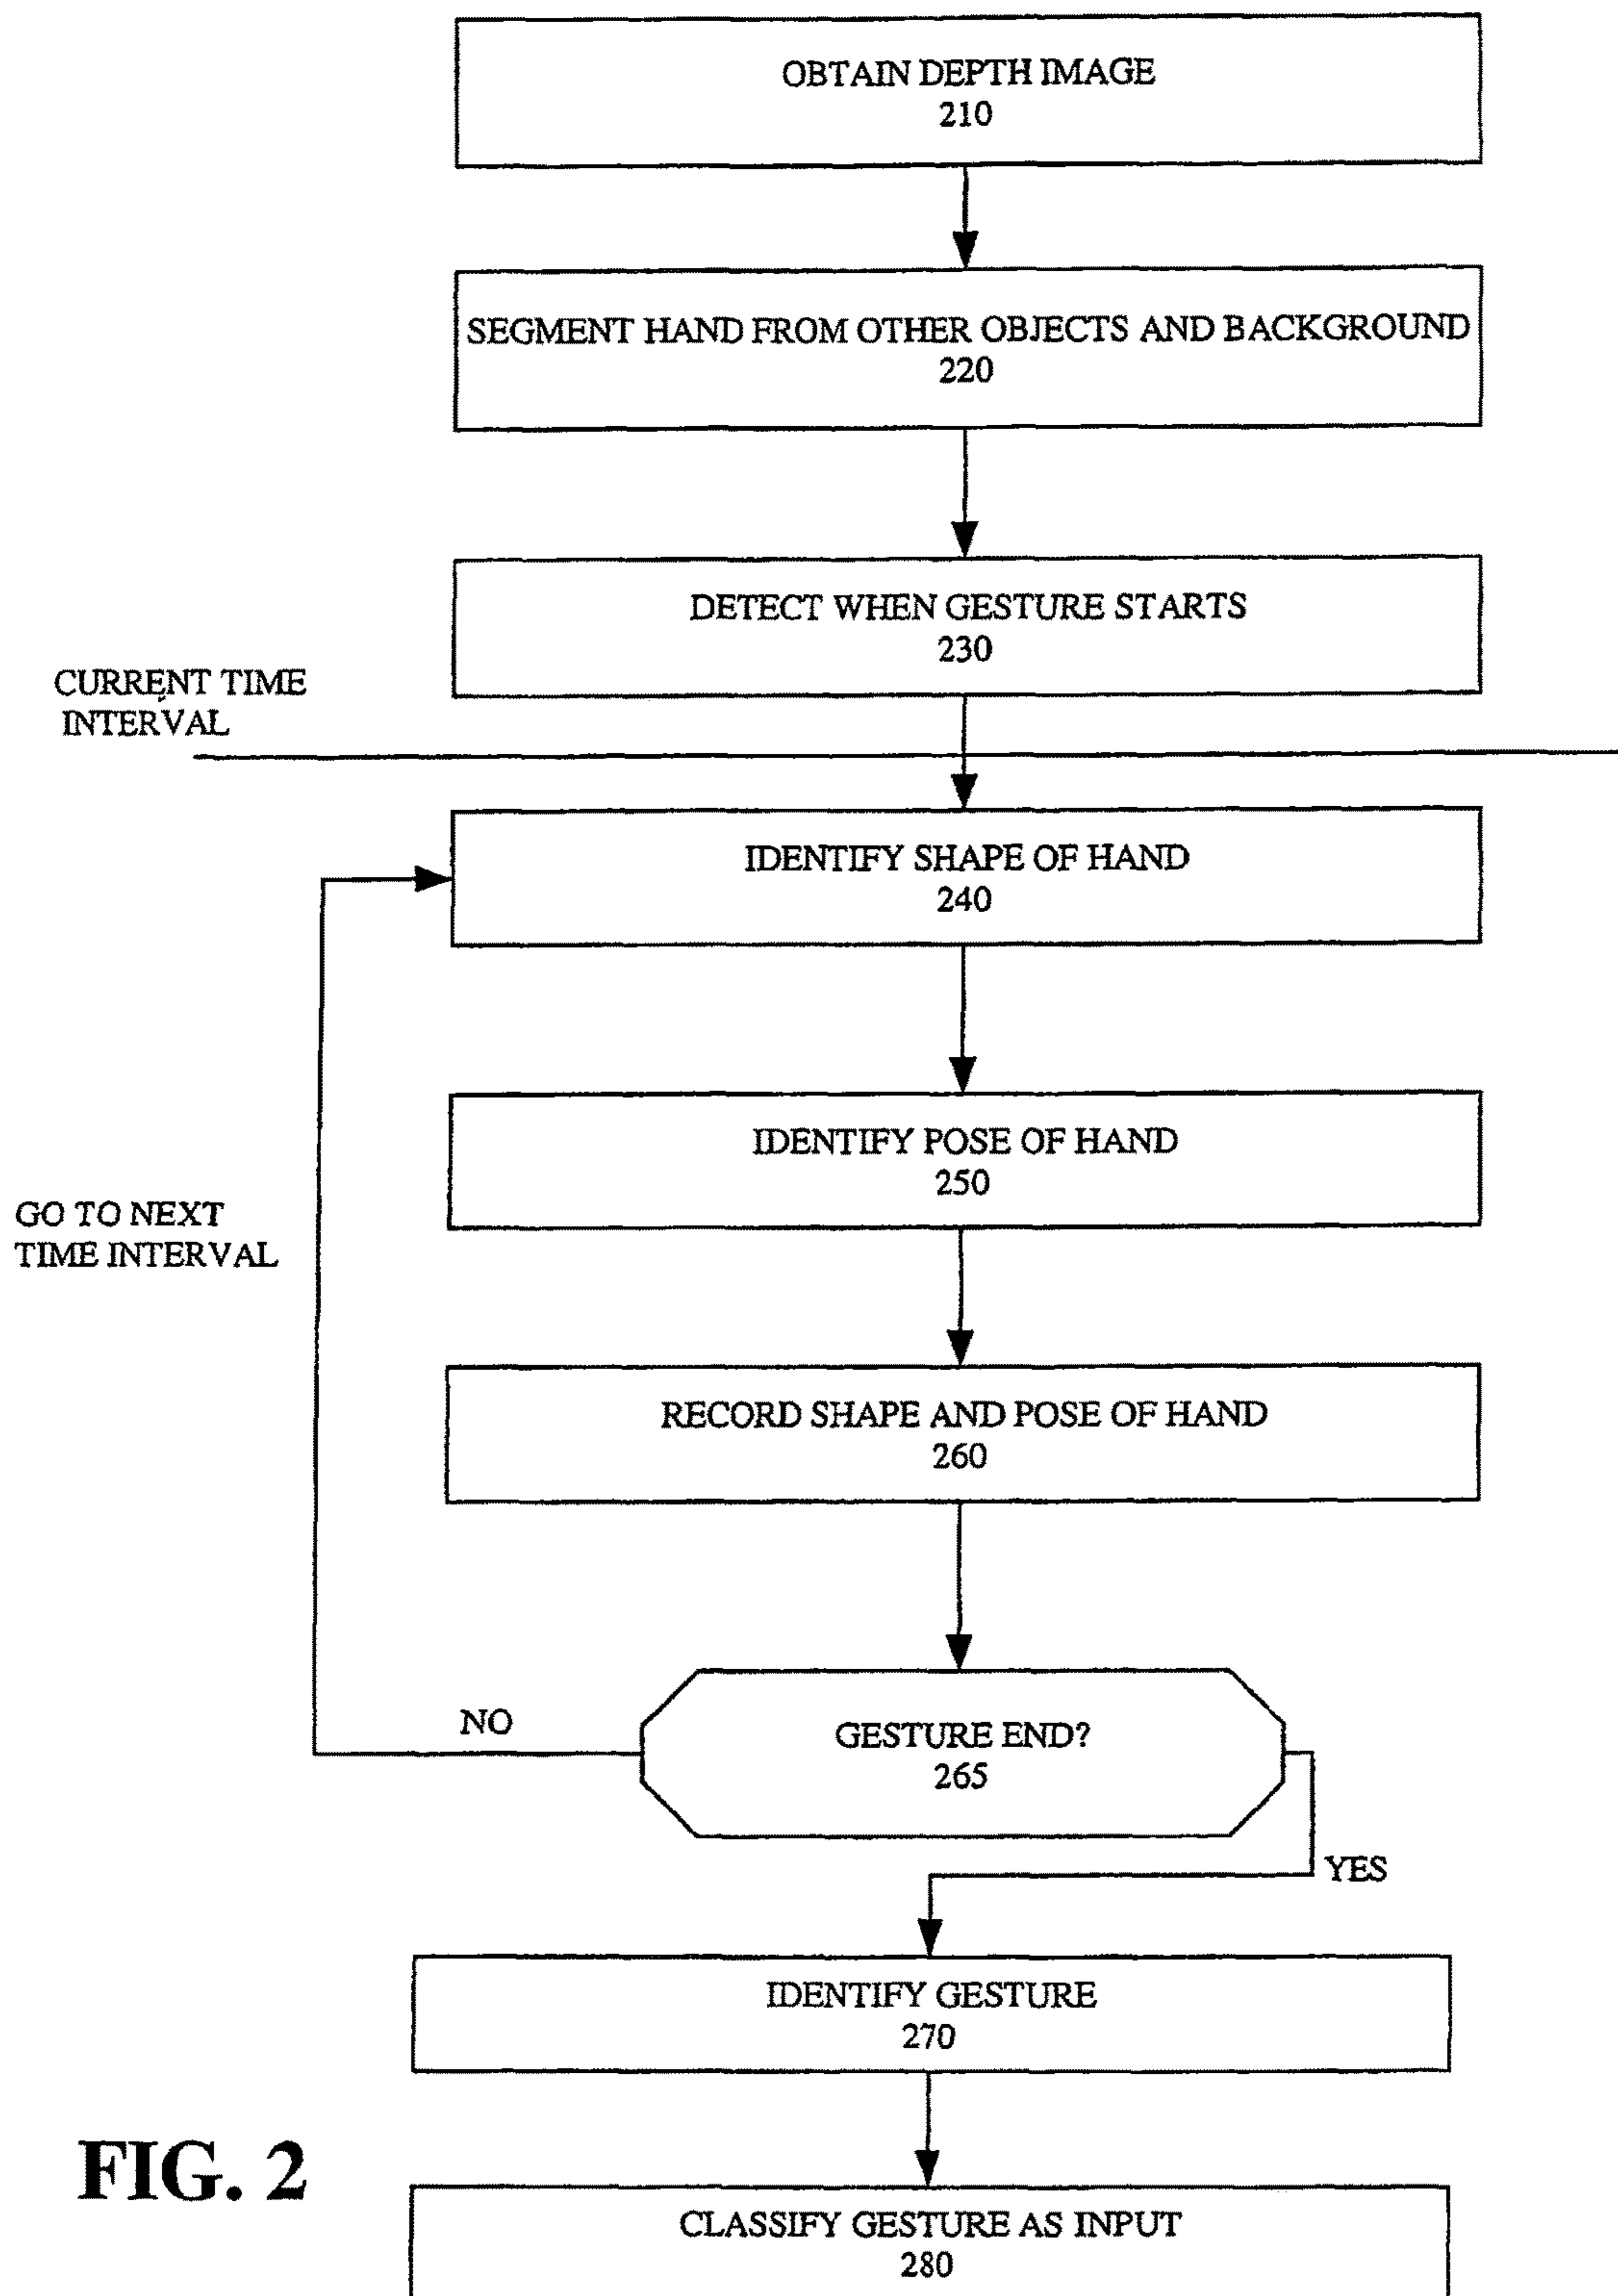 OBTAIN DEPTH IMAGE
210
SEGMENT HAND FROM OTHER OBJECTS AND BACKGROUND
220
DETECT WHEN GESTURE STARTS
230
CURRENT TIME
INTERVAL
IDENTIFY SHAPE OF HAND
240
IDENTIFY POSE OF HAND
250
GO TO NEXT
TIME INTERVAL
RECORD SHAPE AND POSE OF HAND
260
NO
GESTURE END?
265
YES
IDENTIFY GESTURE
270
FIG. 2
CLASSIFY GESTURE AS INPUT
280